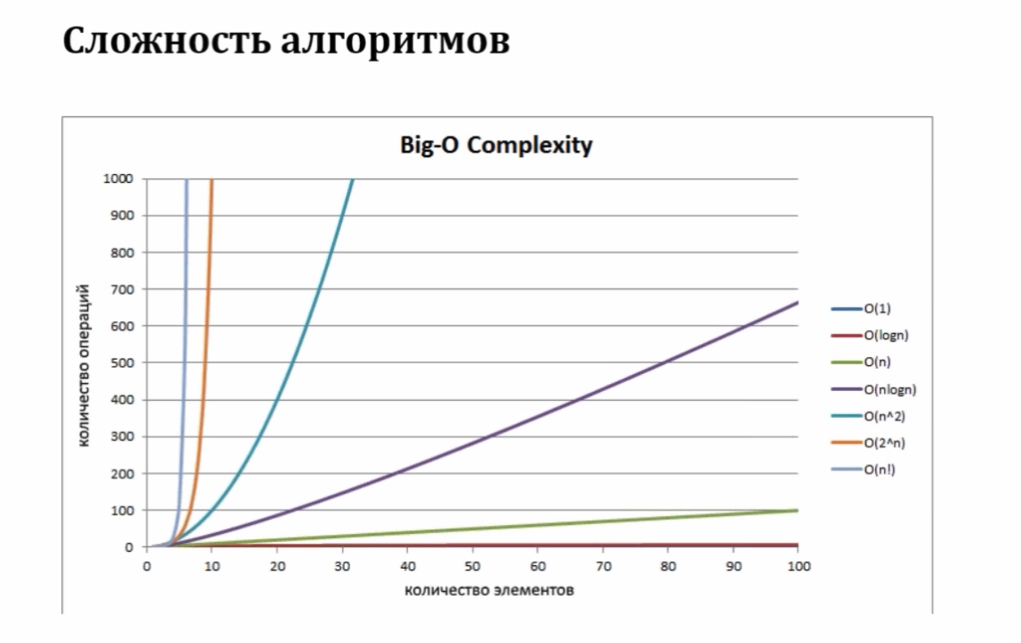 Сложность алгоритмов
Big-O Complexity
1000
900
800
700
600
500
400
300
200
100
0
количество операций
0 10 20 30 40 50 60 70 80 90 100
количество элементов
O(1)
O(logn)
O(n)
O(nlogn)
O(n^2)
O(2^n)
O(n!)